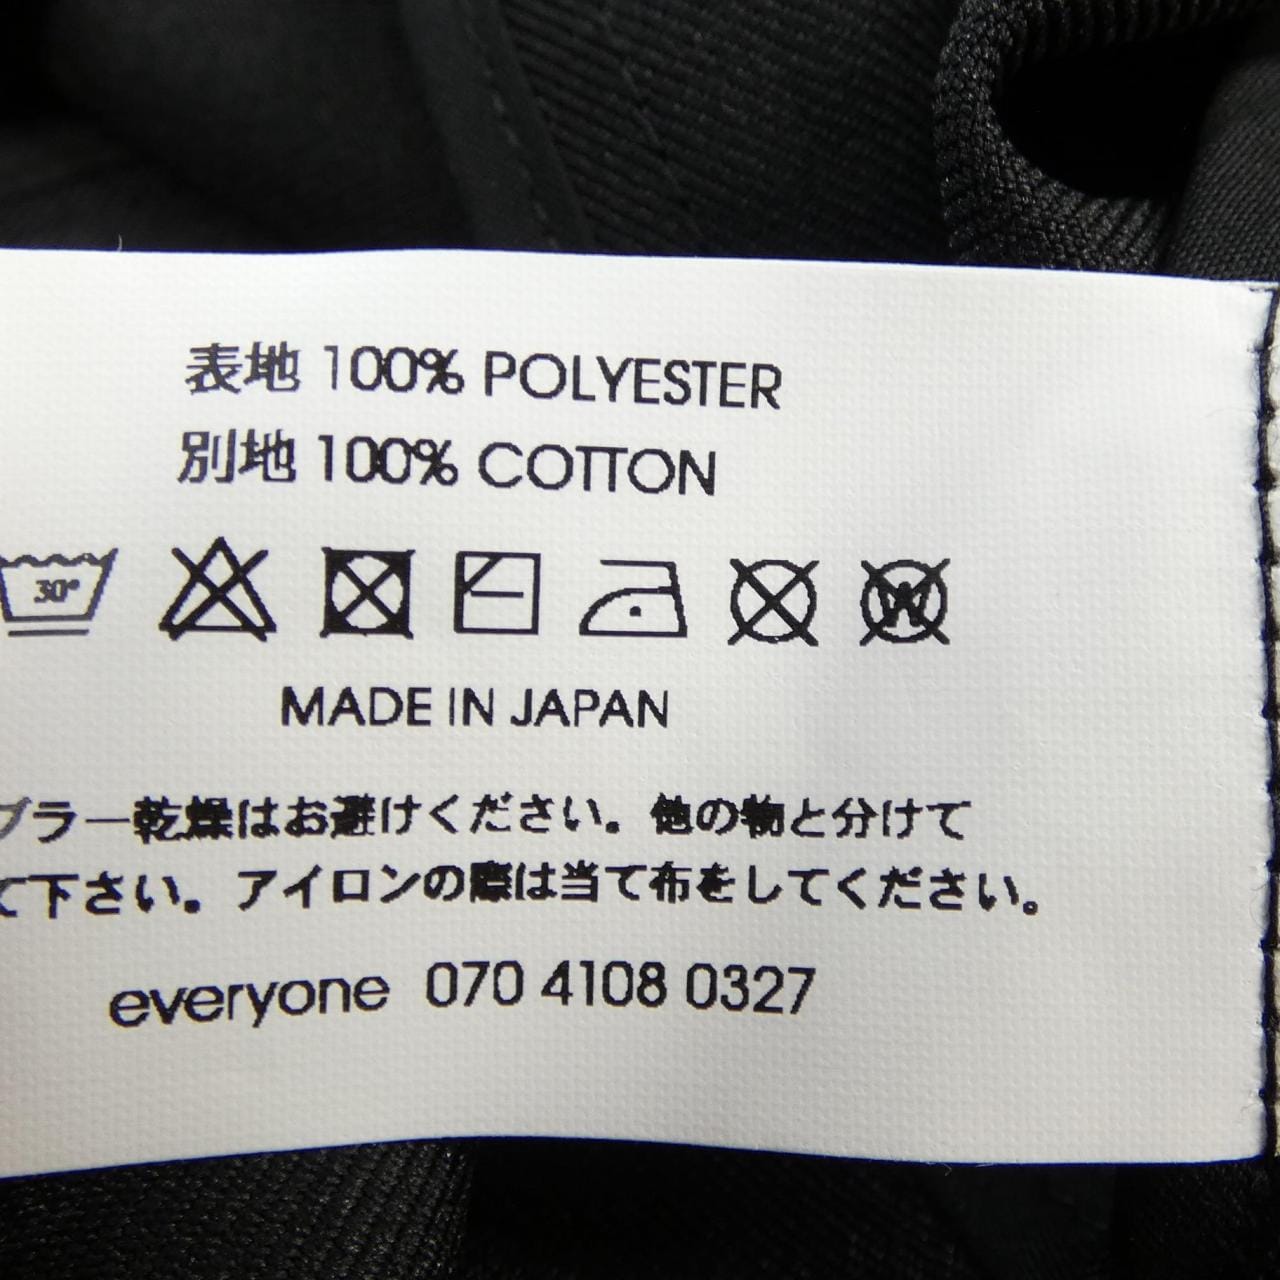 表地 100% POLYESTER
別地 100% COTTON
30°
W
MADE IN JAPAN
ブラー乾燥はお避けください。他の物と分けて
て下さい。アイロンの際は当て布をしてください。
everyone 070 4108 0327